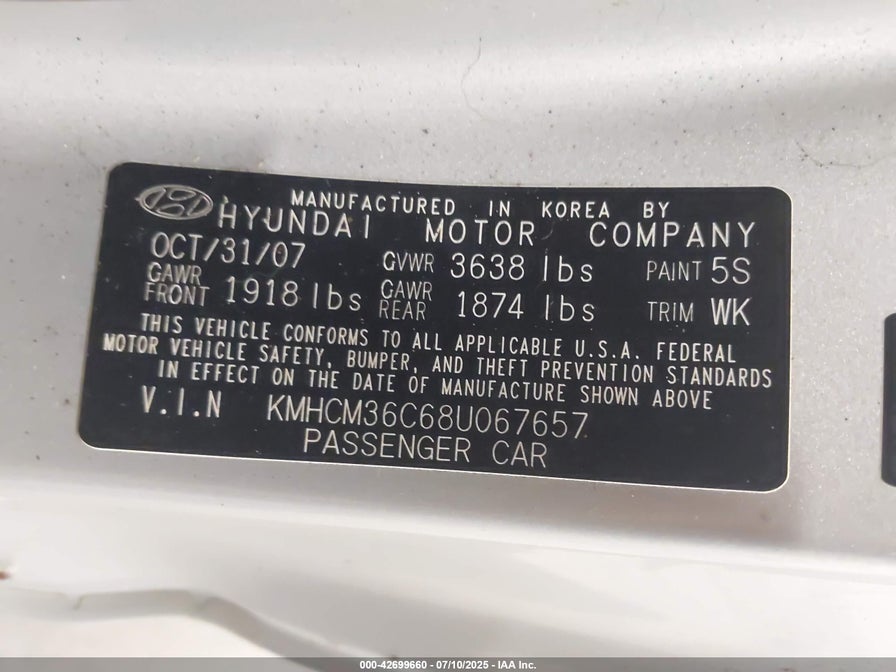 MANUFACTURED IN KOREA BY
HYUNDAI MOTOR COMPANY
OCT/31/07 GVWR 3638 lbs PAINT 5S
GAWR FRONT 1918 lbs GAWR REAR 1874 lbs TRIM WK
THIS VEHICLE CONFORMS TO ALL APPLICABLE U.S.A. FEDERAL
MOTOR VEHICLE SAFETY, BUMPER, AND THEFT PREVENTION STANDARDS
IN EFFECT ON THE DATE OF MANUFACTURE SHOWN ABOVE
V.I.N KMHCM36C68U067657
PASSENGER CAR
000-42699660 / 07/10/2025 - IAA Inc.